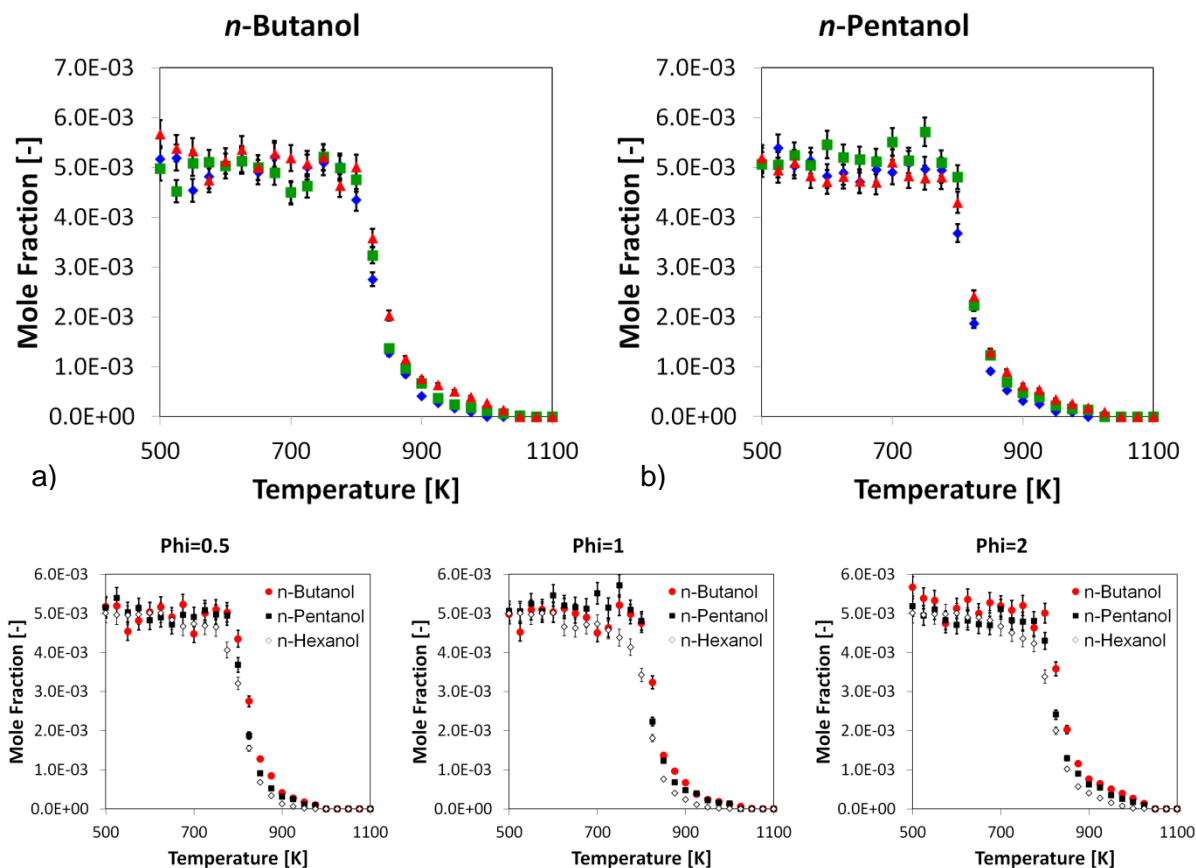 n-Butanol
7.0E-03
6.0E-03
5.0E-03
4.0E-03
3.0E-03
2.0E-03
1.0E-03
0.0E+00
Mole Fraction [-]
500 700 900 1100
a)
Temperature [K]
n-Pentanol
7.0E-03
6.0E-03
5.0E-03
4.0E-03
3.0E-03
2.0E-03
1.0E-03
0.0E+00
Mole Fraction [-]
500 700 900 1100
b)
Temperature [K]
Phi=0.5
6.0E-03
5.0E-03
4.0E-03
3.0E-03
2.0E-03
1.0E-03
0.0E+00
Mole Fraction [-]
n-Butanol
n-Pentanol
n-Hexanol
500 700 900 1100
Temperature [K]
Phi=1
6.0E-03
5.0E-03
4.0E-03
3.0E-03
2.0E-03
1.0E-03
0.0E+00
Mole Fraction [-]
n-Butanol
n-Pentanol
n-Hexanol
500 700 900 1100
Temperature [K]
Phi=2
6.0E-03
5.0E-03
4.0E-03
3.0E-03
2.0E-03
1.0E-03
0.0E+00
Mole Fraction [-]
n-Butanol
n-Pentanol
n-Hexanol
500 700 900 1100
Temperature [K]